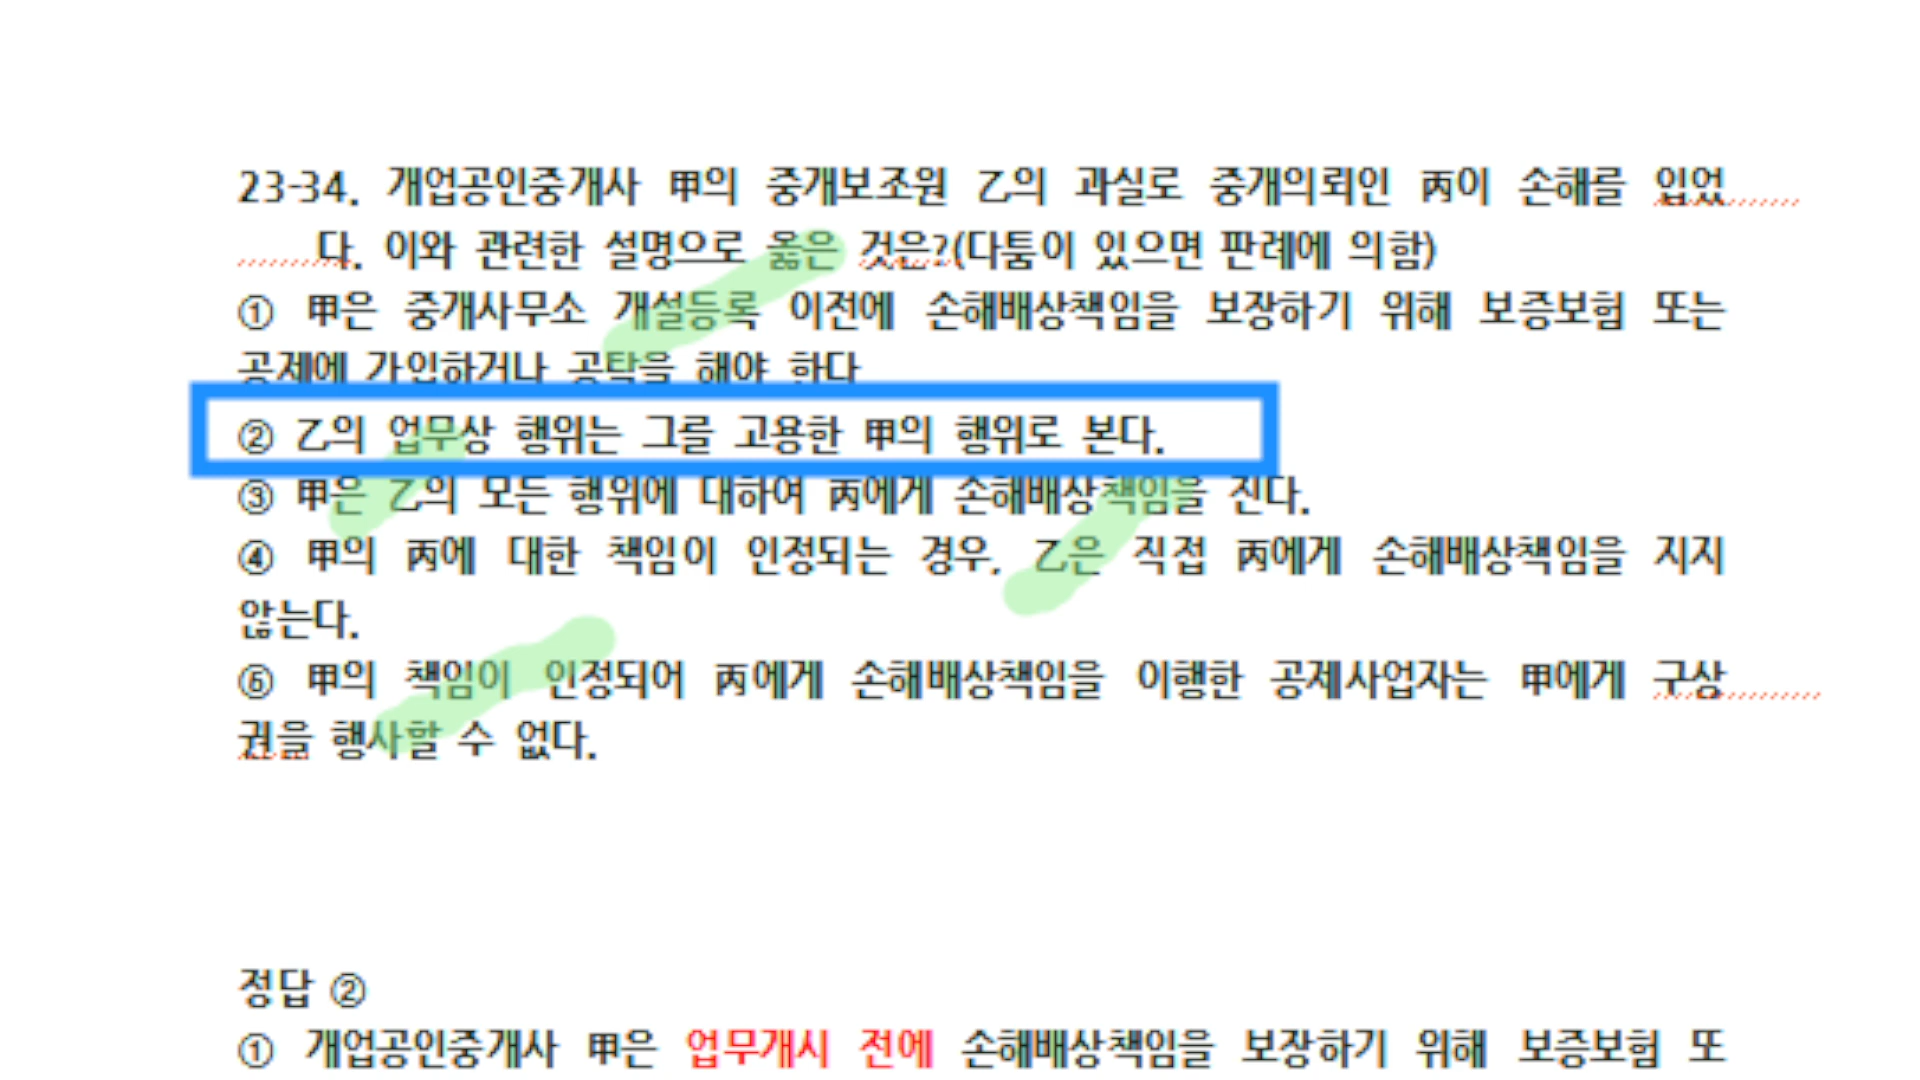 23-34. 개업공인중개사 甲의 중개보조원 乙의 과실로 중개의뢰인 丙이 손해를 입었
다. 이와 관련한 설명으로 옳은 것은?(다툼이 있으면 판례에 의함)
① 甲은 중개사무소 개설등록 이전에 손해배상책임을 보장하기 위해 보증보험 또는
공제에 가입하거나 공탁을 해야 한다
② 乙의 업무상 행위는 그를 고용한 甲의 행위로 본다.
③ 甲은 乙의 모든 행위에 대하여 丙에게 손해배상책임을 진다.
④ 甲의 丙에 대한 책임이 인정되는 경우, 乙은 직접 丙에게 손해배상책임을 지지
않는다.
⑥ 甲의 책임이 인정되어 丙에게 손해배상책임을 이행한 공제사업자는 甲에게 구상
권을 행사할 수 없다.
정답 ②
① 개업공인중개사 甲은 업무개시 전에 손해배상책임을 보장하기 위해 보증보험 또